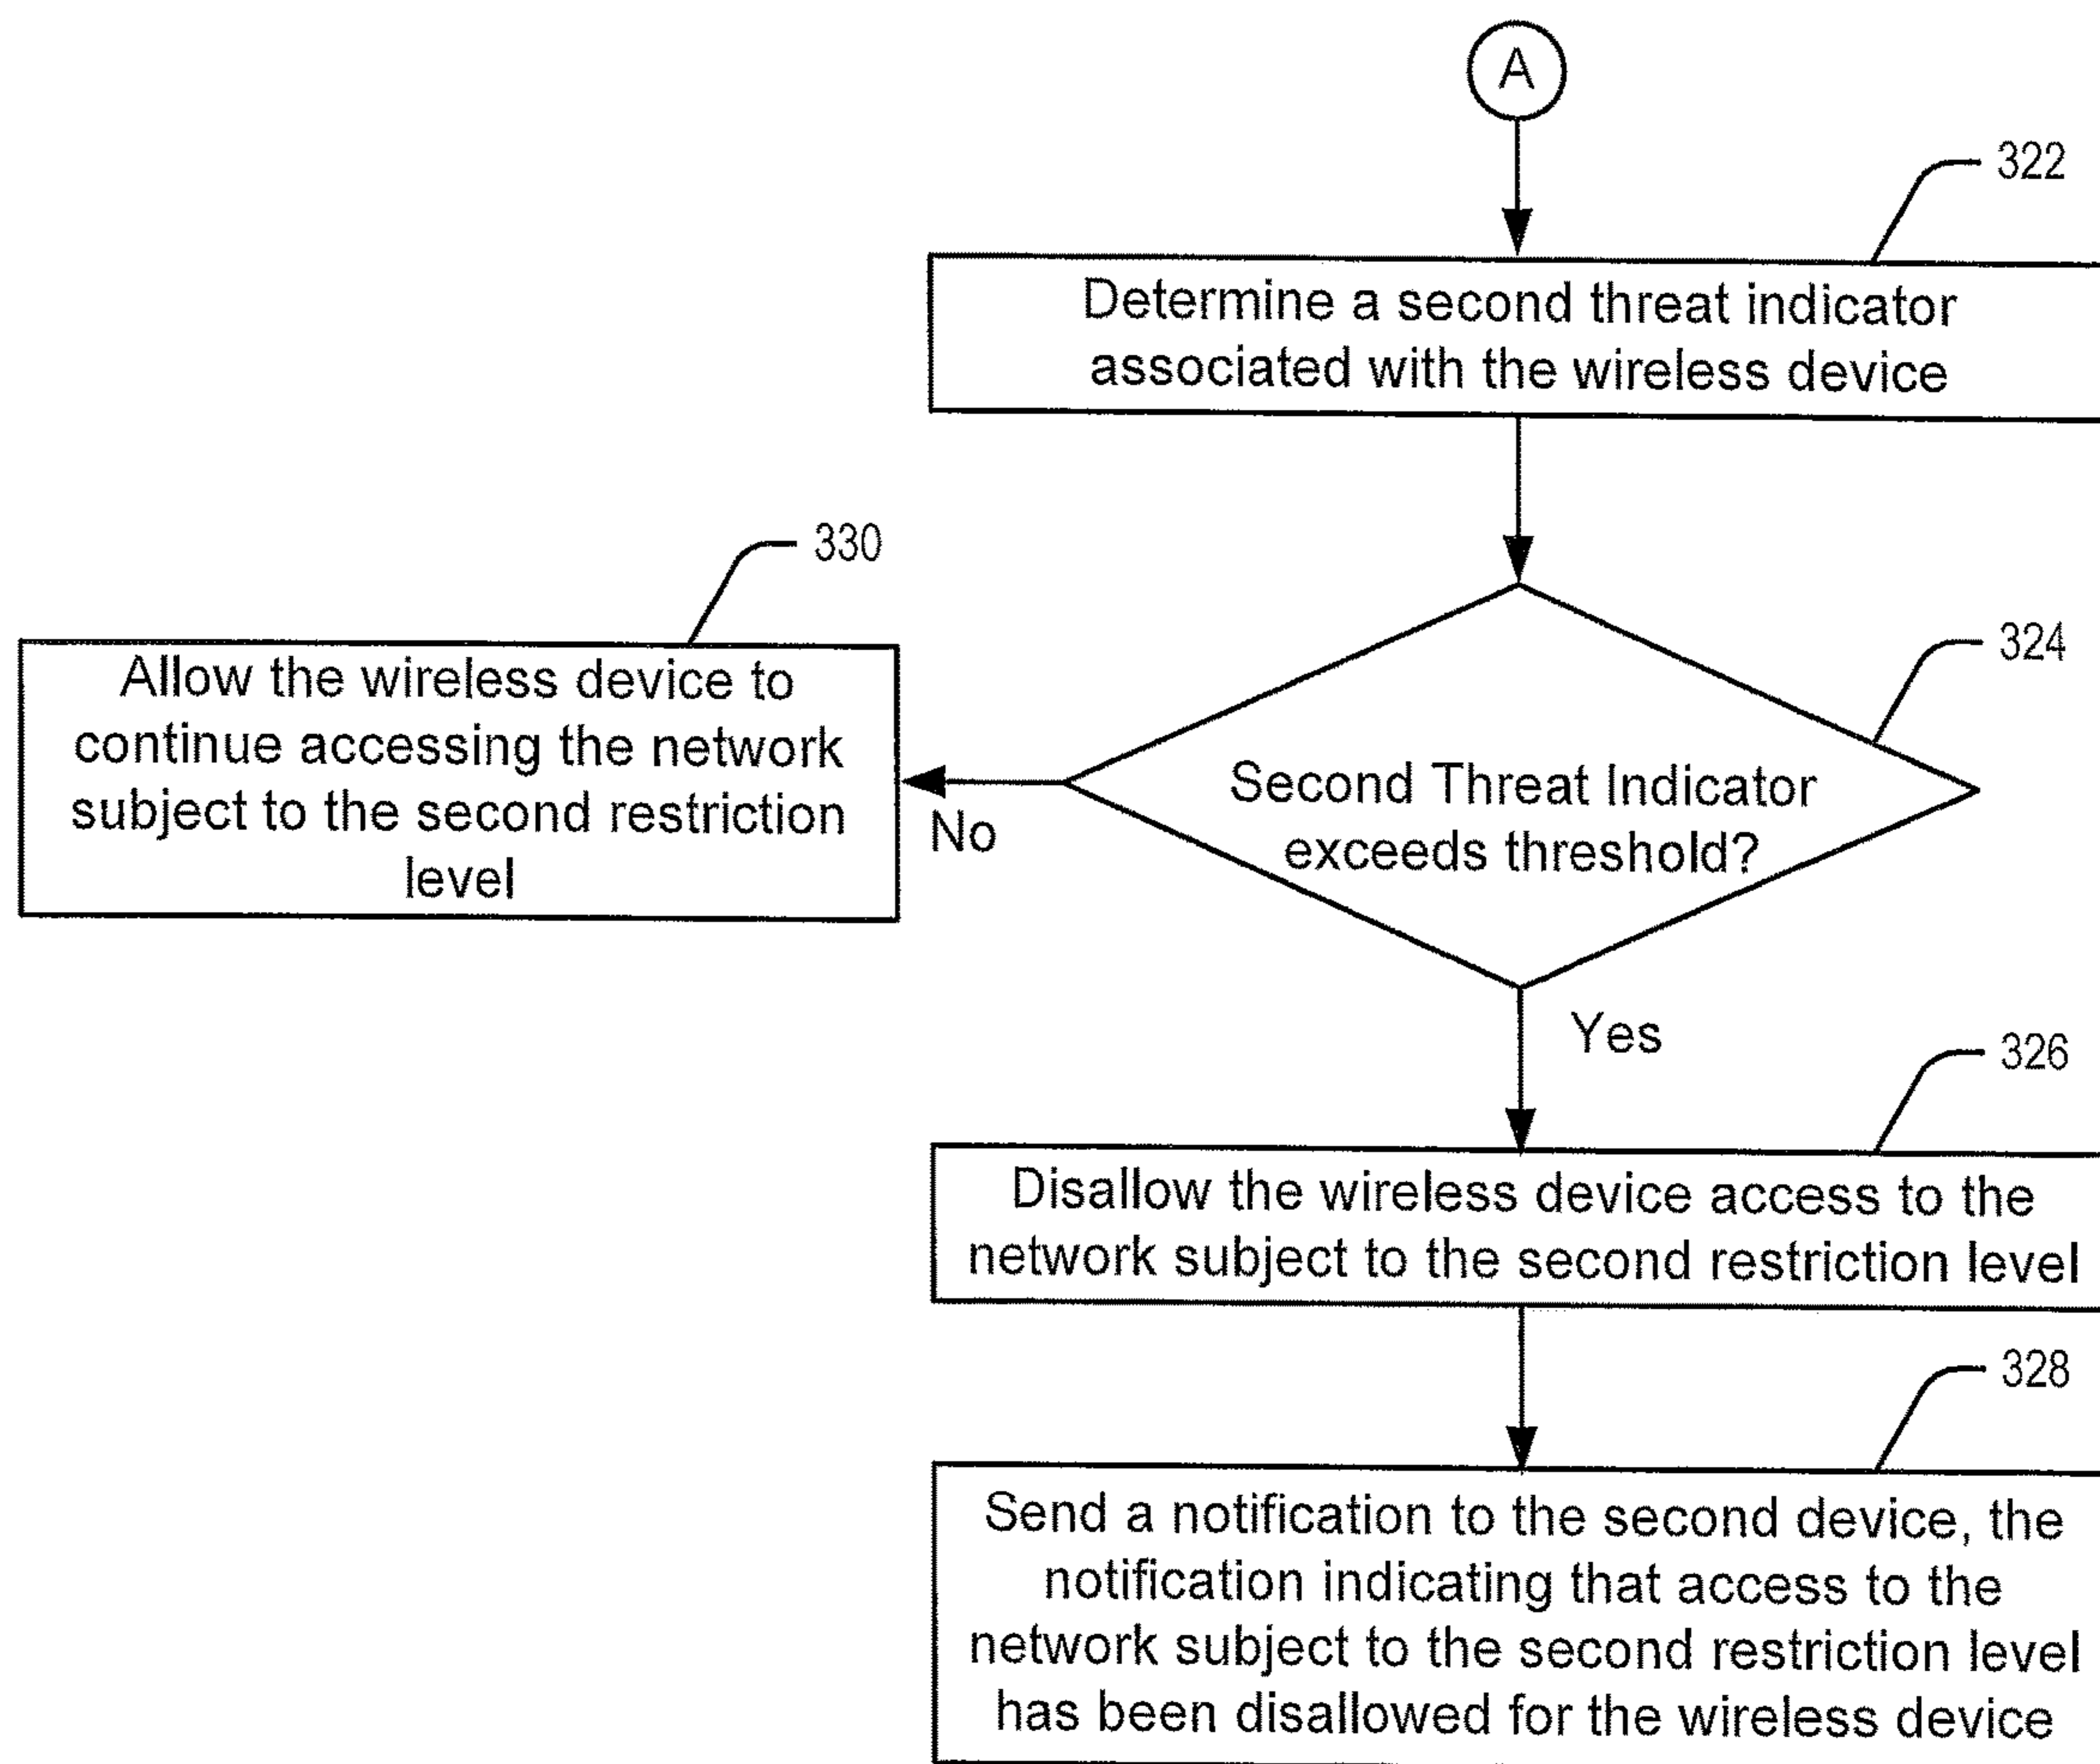 A
322
Determine a second threat indicator
associated with the wireless device
330
Allow the wireless device to
continue accessing the network
subject to the second restriction
level
324
Second Threat Indicator
exceeds threshold?
No
Yes
326
Disallow the wireless device access to the
network subject to the second restriction level
328
Send a notification to the second device, the
notification indicating that access to the
network subject to the second restriction level
has been disallowed for the wireless device